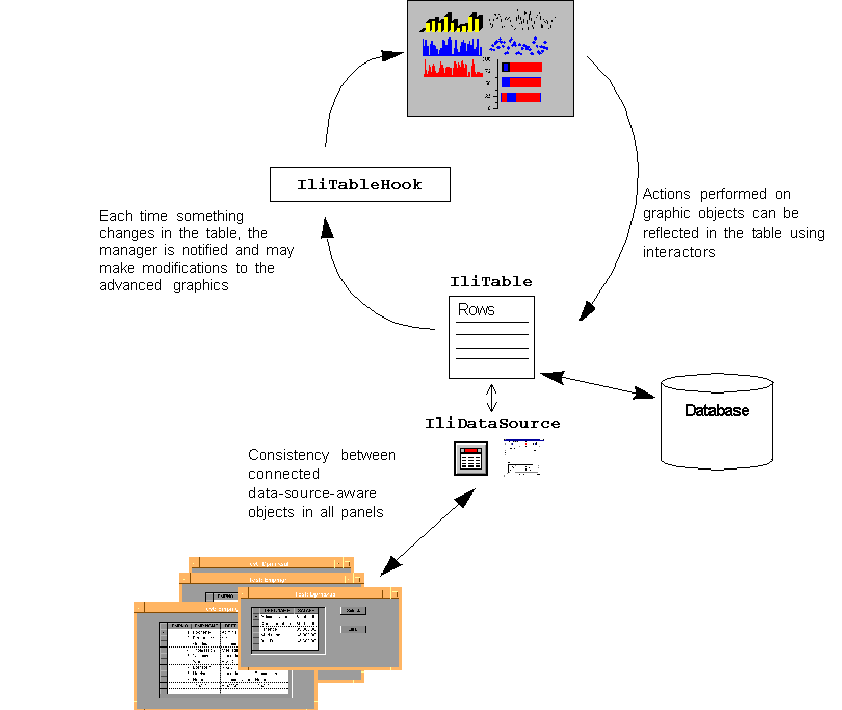 100
IliTableHook
Each time something
changes in the table, the
manager is notified and may
make modifications to the
advanced graphics
Actions performed on
graphic objects can be
reflected in the table using
interactors
IliTable
Rows
Database
IliDataSource
Consistency between
connected
data-source-aware
objects in all panels